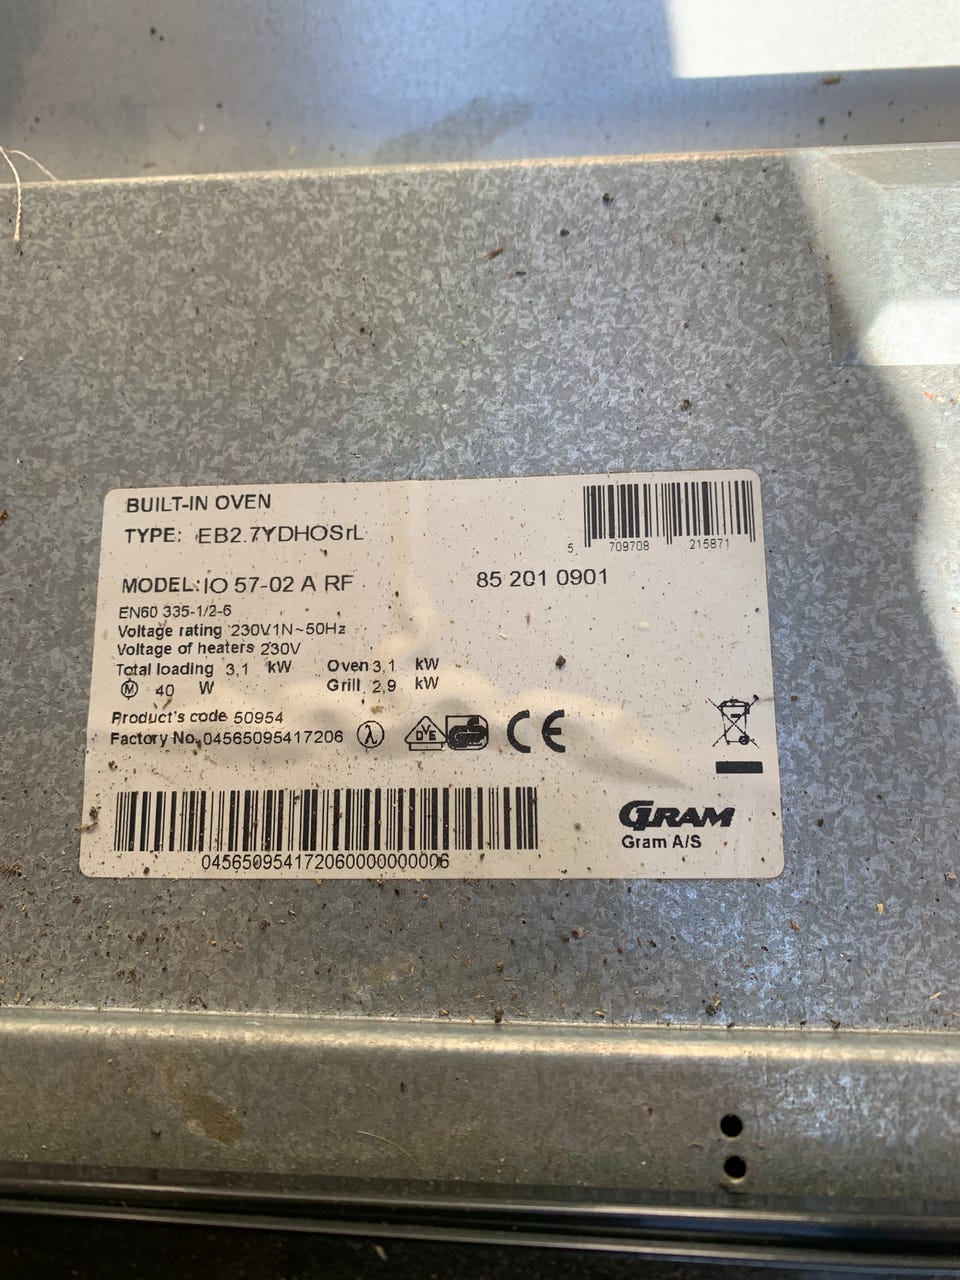 BUILT-IN OVEN
TYPE: EB2.7YDHOSrL
5 709708 215871
MODEL: IO 57-02 A RF
85 201 0901
EN60 335-1/2-6
Voltage rating 230V1N~50Hz
Voltage of heaters 230V
Total loading 3,1 kW Oven 3,1 kW
M 40 W Grill 2,9 kW
Product's code 50954
Factory No. 04565095417206
DVE
CE
GRAM
Gram A/S
045650954172060000000006